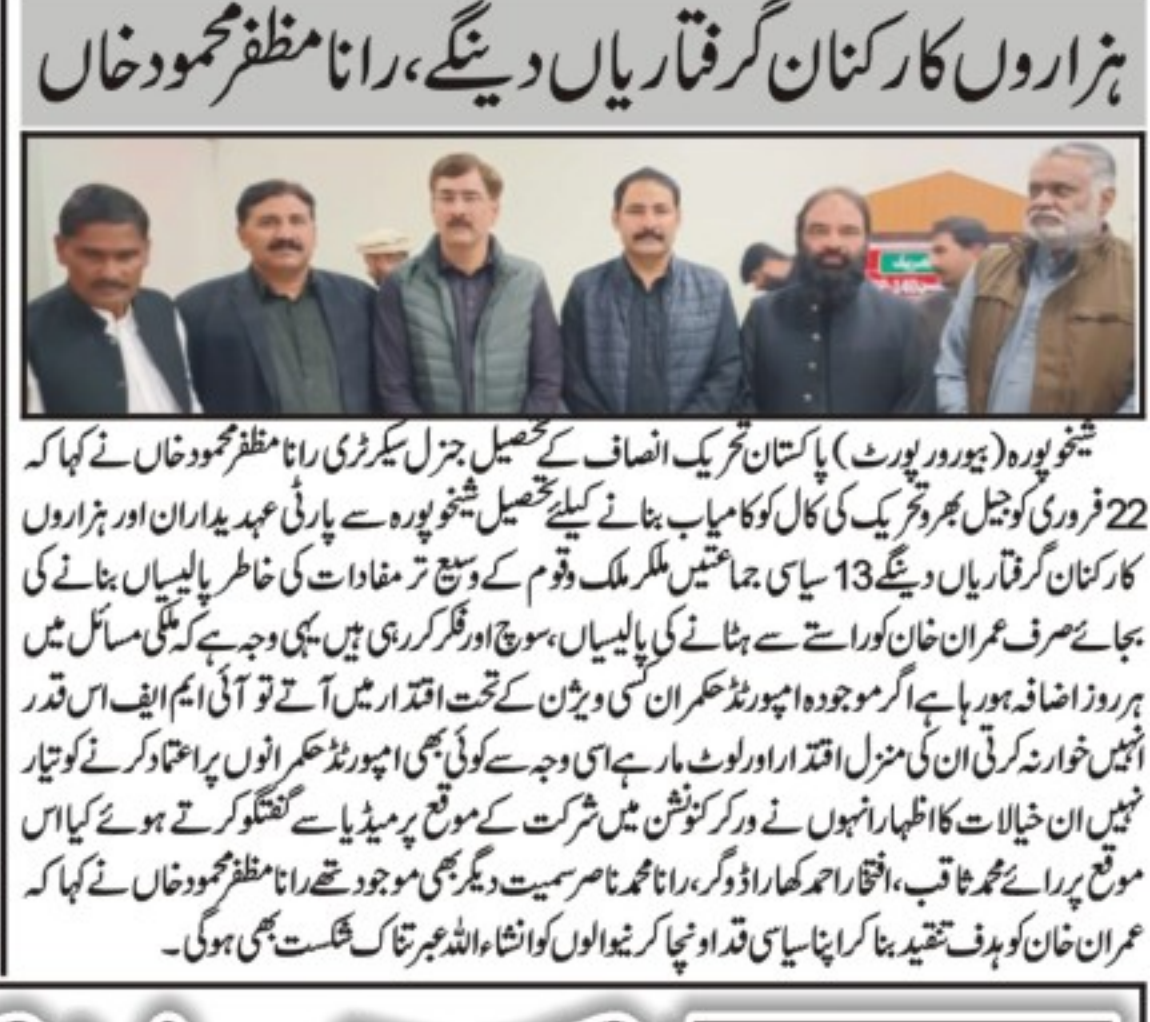 ہزاروں کارکنان گرفتاریاں دینگے، رانا مظفر محمود خاں
شیخوپورہ (بیورورپورٹ) پاکستان تحریک انصاف کے تحصیل جنرل سیکرٹری رانا مظفر محمود خاں نے کہا کہ
22 فروری کو جیل بھرو تحریک کی کال کو کامیاب بنانے کیلئے تحصیل شیخوپورہ سے پارٹی عہدیداران اور ہزاروں
کارکنان گرفتاریاں دینگے 13 سیاسی جماعتیں ملکر ملک وقوم کے وسیع تر مفادات کی خاطر پالیسیاں بنانے کی
بجائے صرف عمران خان کو راستے سے ہٹانے کی پالیسیاں، سوچ اور فکر کررہی ہیں یہی وجہ ہے کہ ملکی مسائل میں
ہر روز اضافہ ہورہا ہے اگر موجودہ امپورٹڈ حکمران کسی ویژن کے تحت اقتدار میں آتے تو آئی ایم ایف اس قدر
انہیں خوار نہ کرتی ان کی منزل اقتدار اور لوٹ مار ہے اسی وجہ سے کوئی بھی امپورٹڈ حکمرانوں پر اعتماد کرنے کو تیار
نہیں ان خیالات کا اظہار انہوں نے ورکر کنونشن میں شرکت کے موقع پر میڈیا سے گفتگو کرتے ہوئے کیا اس
موقع پر رائے محمد ثاقب، افتخار احمد کھارا ڈوگر، رانا محمد ناصر سمیت دیگر بھی موجود تھے رانا مظفر محمود خاں نے کہا کہ
عمران خان کو ہدف تنقید بنا کر اپنا سیاسی قد اونچا کرنیوالوں کو انشاء اللہ عبرتناک شکست بھی ہوگی۔